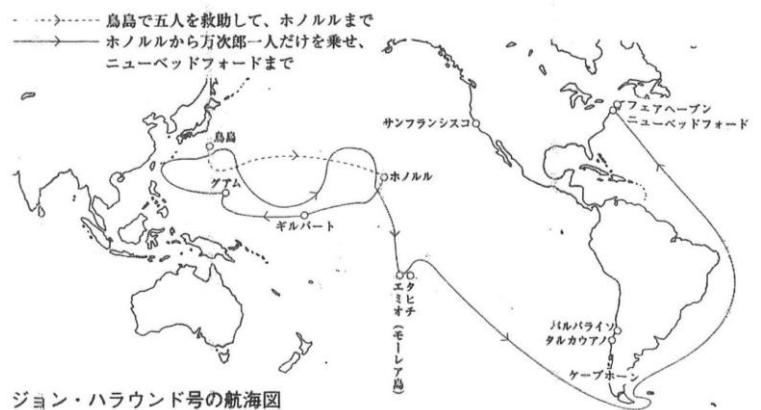 鳥島で五人を救助して、ホノルルまで
ホノルルから万次郎一人だけを乗せ、
ニューベッドフォードまで
サンフランシスコ
フェアヘーブン
ニューベッドフォード
鳥島
グアム
ホノルル
ギルバート
エミオ(モーレア島)
タヒチ
バルパライソ
タルカウアノ
ケープホーン
ジョン・ハラウンド号の航海図